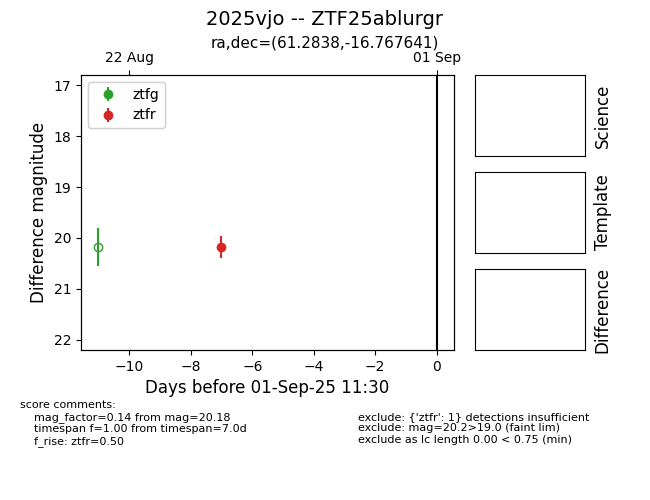 2025vjo -- ZTF25ablurgr
ra,dec=(61.2838,-16.767641)
22 Aug
01 Sep
ztfg
ztfr
17
18
19
20
21
22
Difference magnitude
−10
−8
−6
−4
−2
0
Days before 01-Sep-25 11:30
Science
Template
Difference
score comments:
mag_factor=0.14 from mag=20.18
timespan f=1.00 from timespan=7.0d
f_rise: ztfr=0.50
exclude: {'ztfr': 1} detections insufficient
exclude: mag=20.2>19.0 (faint lim)
exclude as lc length 0.00 < 0.75 (min)